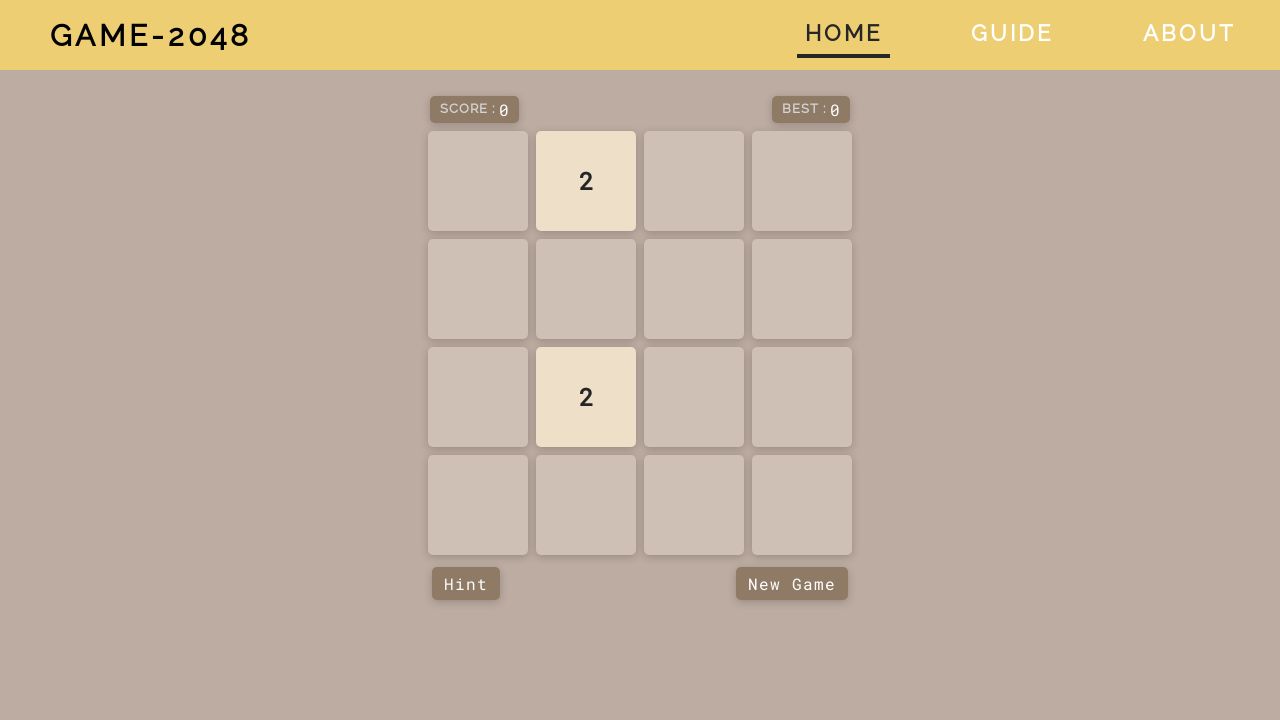 GAME-2048
HOME GUIDE ABOUT
SCORE : 0
BEST : 0
2
2
Hint
New Game